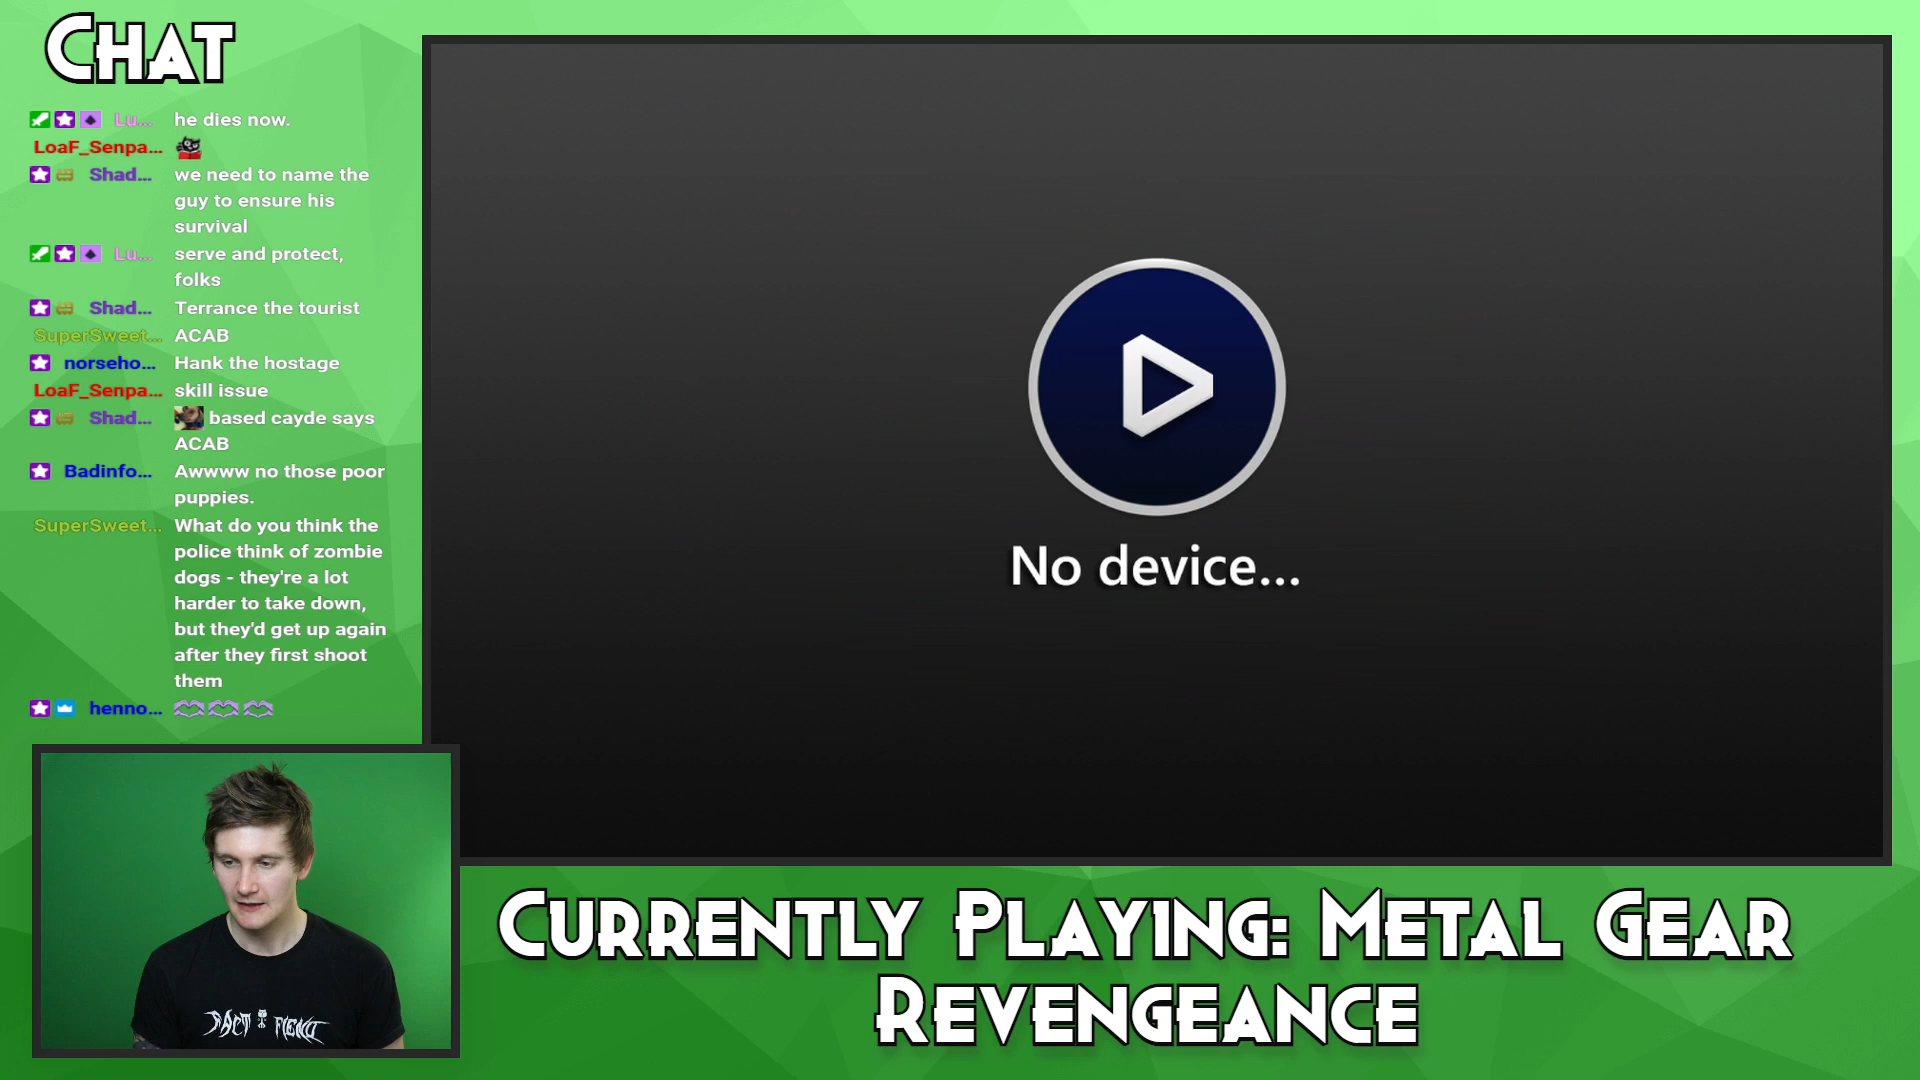 Chat
Lu... he dies now.
LoaF_Senpa...
Shad... we need to name the
guy to ensure his
survival
Lu... serve and protect,
folks
Shad... Terrance the tourist
SuperSweet... ACAB
norseho... Hank the hostage
LoaF_Senpa... skill issue
Shad... based cayde says
ACAB
Badinfo... Awwww no those poor
puppies.
SuperSweet... What do you think the
police think of zombie
dogs - they're a lot
harder to take down,
but they'd get up again
after they first shoot
them
henno...
No device...
FACT FIEND
Currently Playing: Metal Gear
Revengeance